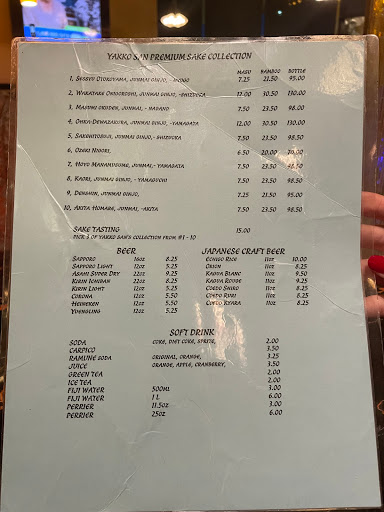 YAKKO SAN PREMIUM SAKE COLLECTION
MASU BAMBOO BOTTLE
1, OTOKOYAMA, JUNMAI GINJO, 7.25 21.50 95.00
2, WAKATAKE ONIKOROSHI, JUNMAI GINJO, -SHIZUOKA 12.00 30.50 130.00
3, MASUMI OKUDEN, JUNMAI, -NAGANO 7.25 23.50 98.50
4, OHKA-DEWAZAKURA, JUNMAI GINJO, -YAMAGATA 12.00 30.50 130.00
5, JUNMAI GINJO, -SHIZUOKA 7.50 23.50 98.50
6, OZEKI NIGORI, 6.50 20.00 70.00
7, HOYO MANAMUSUME, JUNMAI, -YAMAGATA 7.50 23.50 98.50
8, KAORI, JUNMAI GINJO, -YAMAGUCHI 7.50 23.50 98.50
9, DENSHIN, JUNMAI GINJO, 7.25 21.50 95.00
10, AKITA HOMARE, JUNMAI, -AKITA 7.50 23.50 98.50
SAKE TASTING 15.00
PICK 3 OF YAKKO SAN'S COLLECTION FROM #1 - 10
BEER
SAPPORO 16OZ 8.25
SAPPORO LIGHT 12OZ 5.25
ASAHI SUPER DRY 22OZ 9.25
KIRIN ICHIBAN 22OZ 8.25
KIRIN LIGHT 12OZ 5.25
CORONA 12OZ 5.50
HEINEKEN 12OZ 5.50
YUENGLING 12OZ 5.25
JAPANESE CRAFT BEER
ECHIGO RICE 11OZ 10.00
ORION 11OZ 8.25
KAGUA BLANC 11OZ 9.50
KAGUA ROUGE 11OZ 9.25
COEDO SHIRO 11OZ 8.25
COEDO RURI 11OZ 8.25
COEDO KYARA 11OZ 8.25
SOFT DRINK
SODA COKE, DIET COKE, SPRITE, 2.00
CARPICO 3.50
RAMUNE SODA ORIGINAL, ORANGE, 3.25
JUICE ORANGE, APPLE, CRANBERRY, 3.50
GREEN TEA 2.00
ICE TEA 2.00
FIJI WATER 500ML 3.00
FIJI WATER 1 L 6.00
PERRIER 11.5OZ 3.00
PERRIER 25OZ 6.00